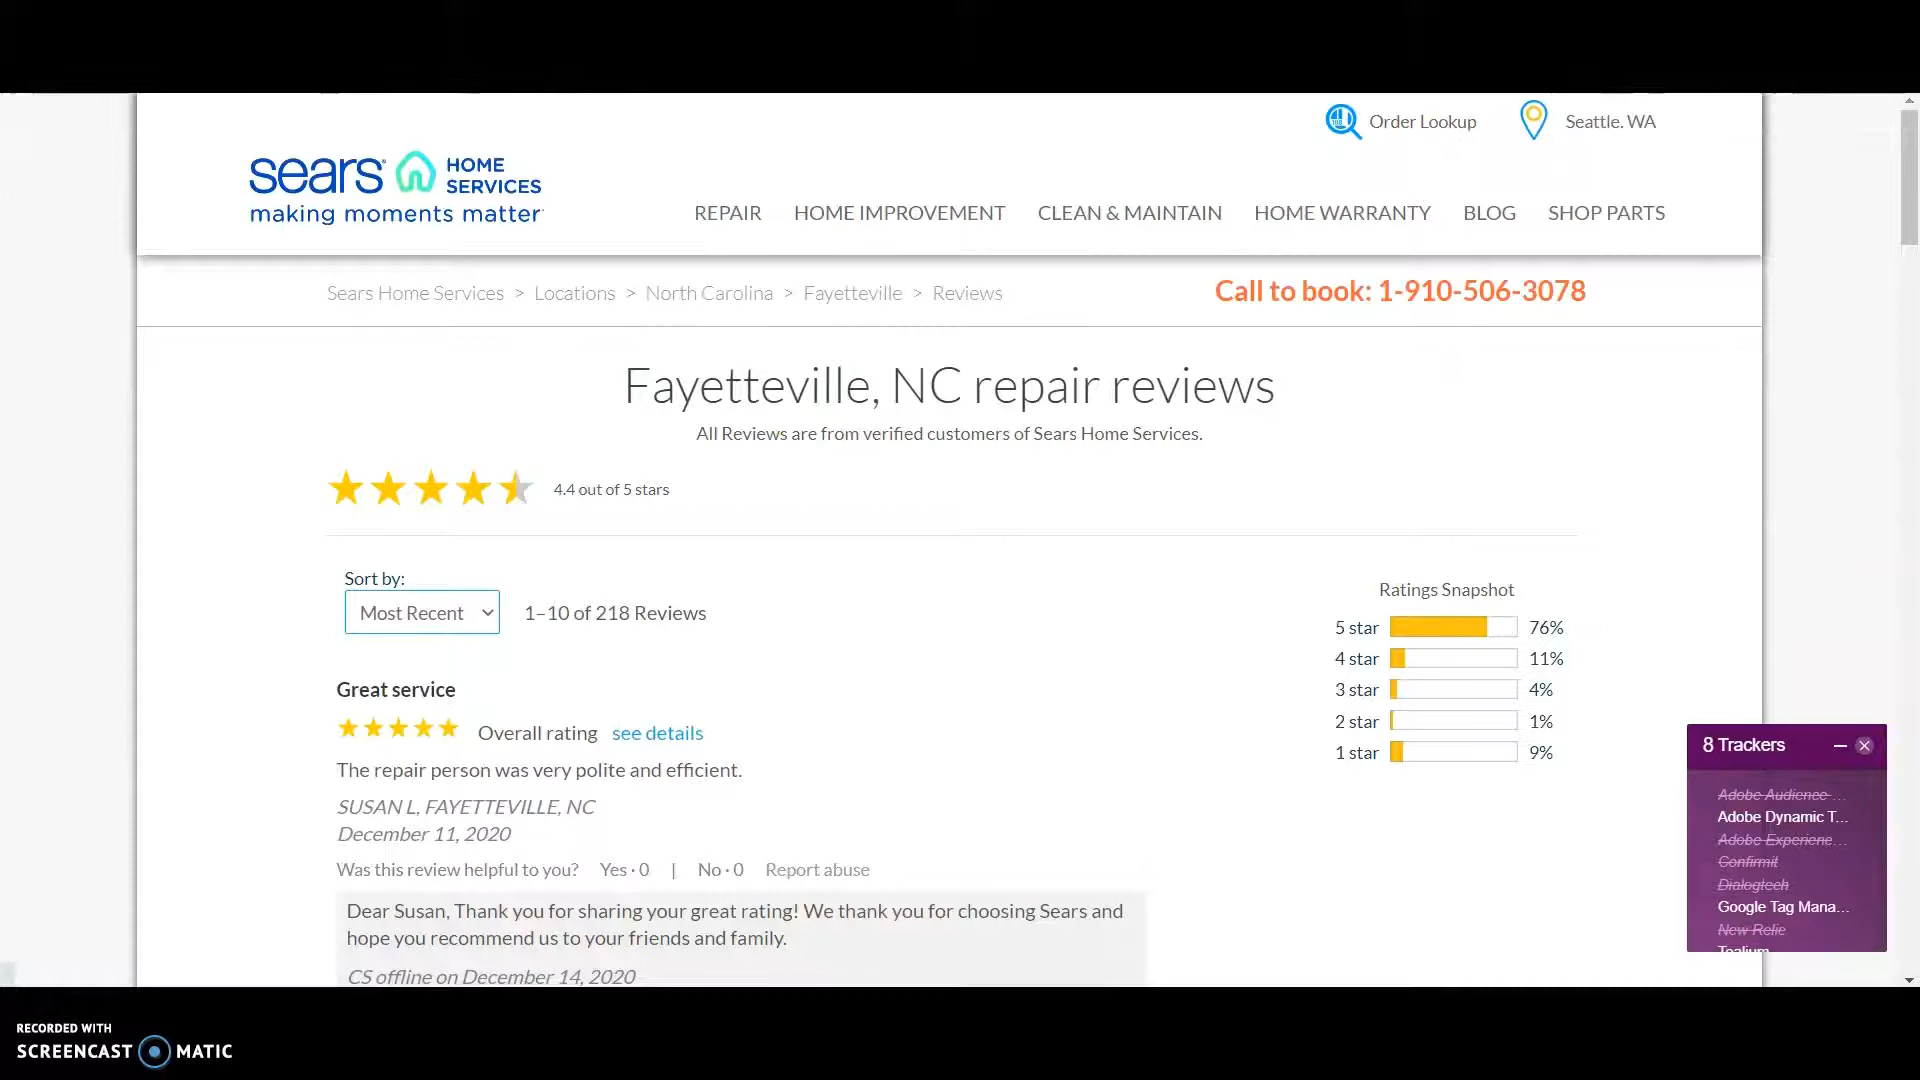 Order Lookup
Seattle. WA
sears HOME SERVICES
making moments matter
REPAIR HOME IMPROVEMENT CLEAN & MAINTAIN HOME WARRANTY BLOG SHOP PARTS
Sears Home Services > Locations > North Carolina > Fayetteville > Reviews
Call to book: 1-910-506-3078
Fayetteville, NC repair reviews
All Reviews are from verified customers of Sears Home Services.
4.4 out of 5 stars
Sort by:
Most Recent
1–10 of 218 Reviews
Ratings Snapshot
5 star 76%
4 star 11%
3 star 4%
2 star 1%
1 star 9%
Great service
Overall rating see details
The repair person was very polite and efficient.
SUSAN L, FAYETTEVILLE, NC
December 11, 2020
Was this review helpful to you? Yes · 0 | No · 0 Report abuse
Dear Susan, Thank you for sharing your great rating! We thank you for choosing Sears and
hope you recommend us to your friends and family.
CS offline on December 14, 2020
8 Trackers
Adobe Audience ...
Adobe Dynamic T...
Adobe Experienc...
Confirmit
Dialogtech
Google Tag Mana...
New Relic
Tealium
RECORDED WITH
SCREENCAST MATIC